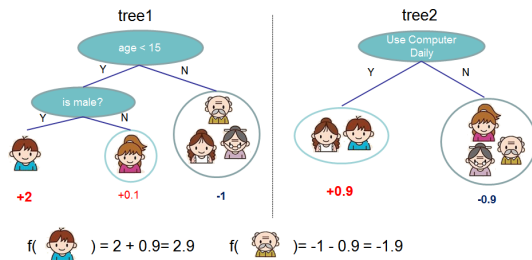 tree1
age < 15
Y
N
is male?
Y
N
+2
+0.1
-1
tree2
Use Computer
Daily
Y
N
+0.9
-0.9
f( ) = 2 + 0.9= 2.9
f( )= -1 - 0.9 = -1.9